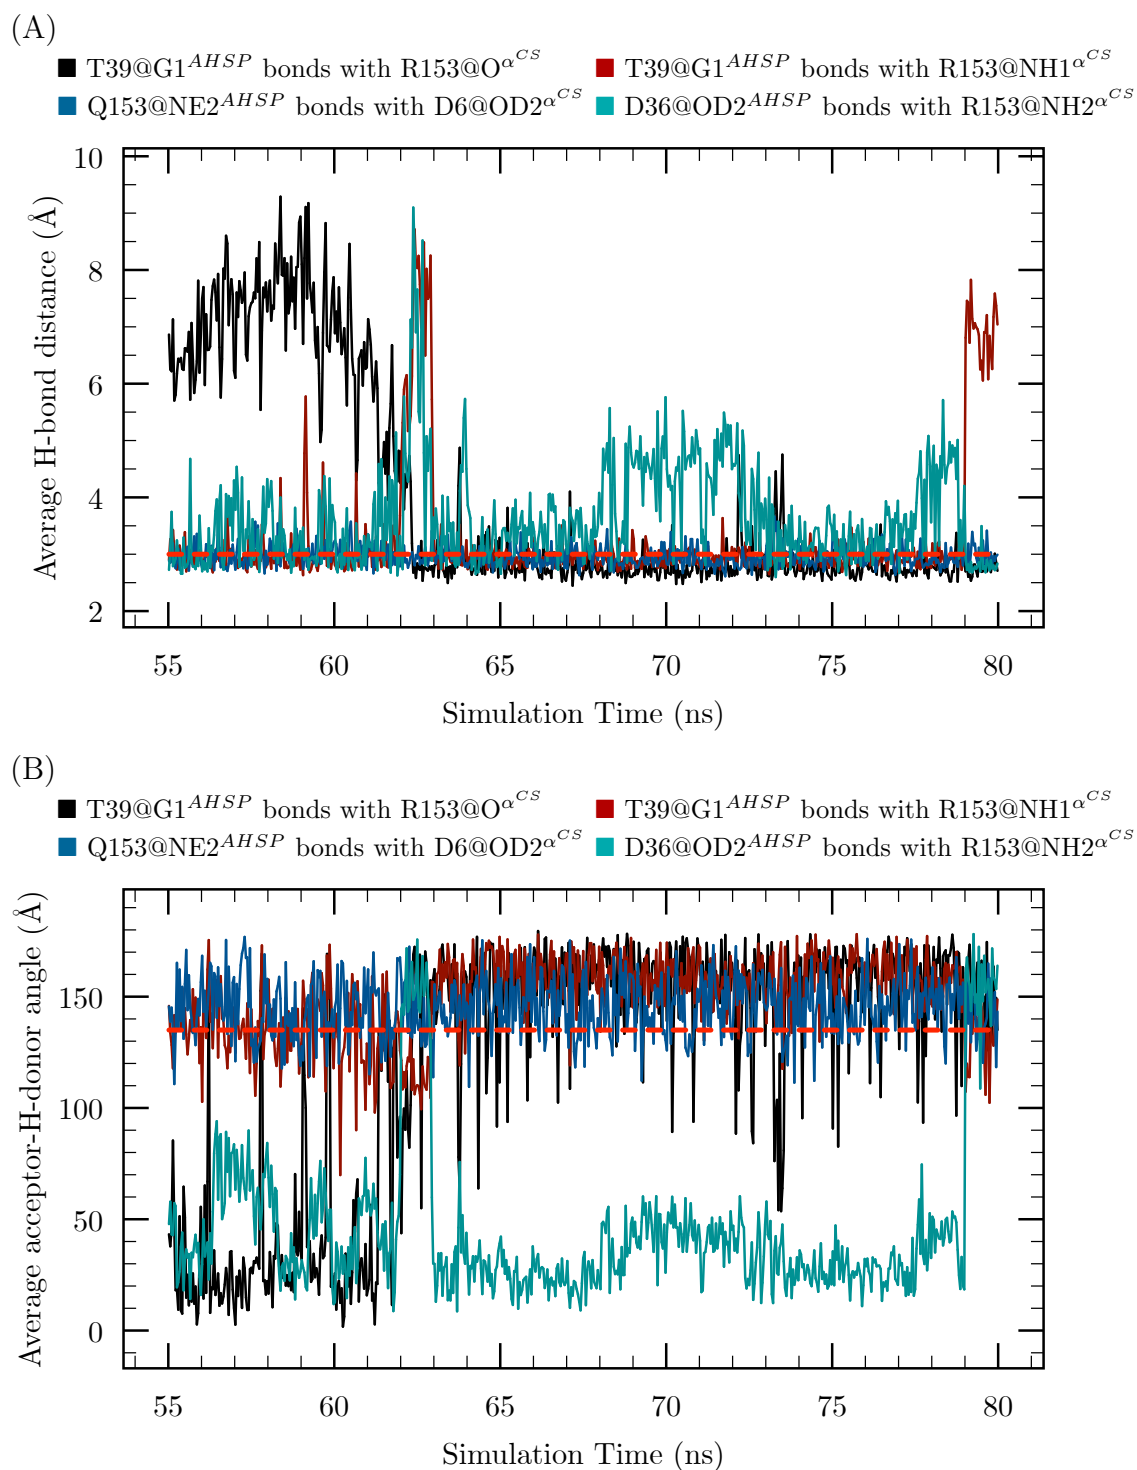 (A)
T39@G1^AHSP bonds with R153@O^α^CS T39@G1^AHSP bonds with R153@NH1^α^CS
Q153@NE2^AHSP bonds with D6@OD2^α^CS D36@OD2^AHSP bonds with R153@NH2^α^CS
Average H-bond distance (Å)
10
8
6
4
2
55 60 65 70 75 80
Simulation Time (ns)
(B)
T39@G1^AHSP bonds with R153@O^α^CS T39@G1^AHSP bonds with R153@NH1^α^CS
Q153@NE2^AHSP bonds with D6@OD2^α^CS D36@OD2^AHSP bonds with R153@NH2^α^CS
Average acceptor-H-donor angle (Å)
150
100
50
0
55 60 65 70 75 80
Simulation Time (ns)